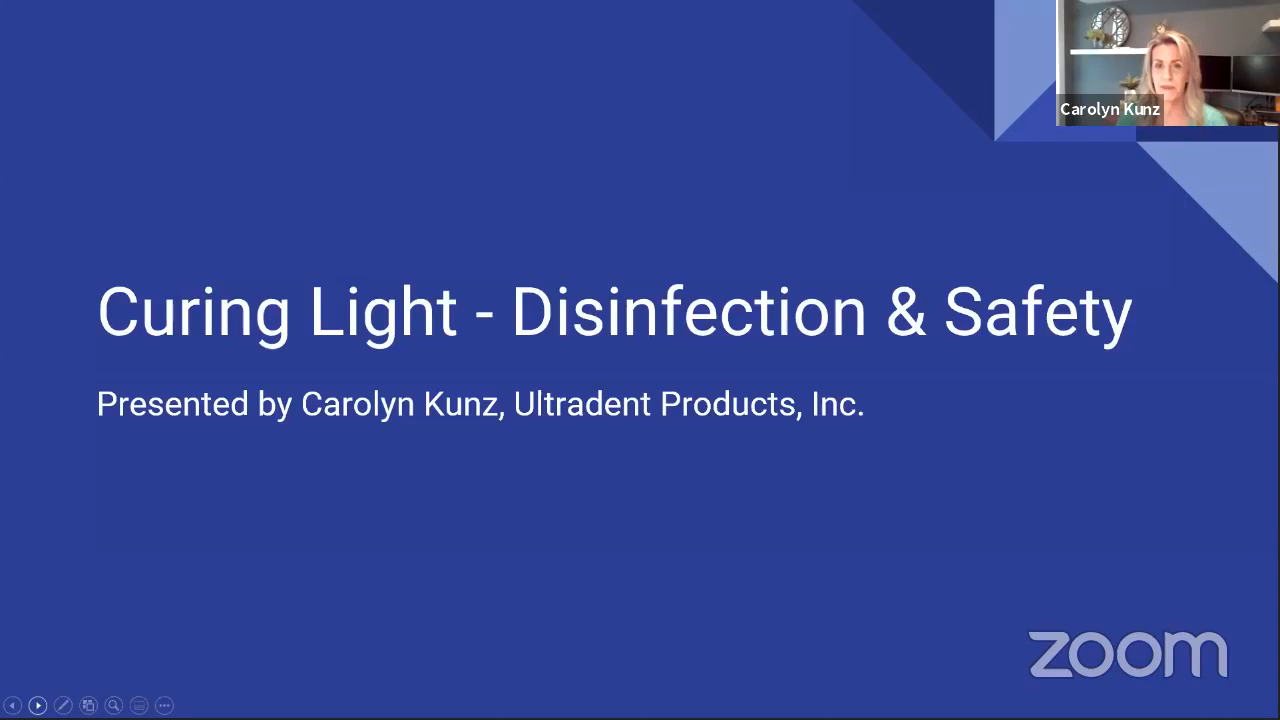 Carolyn Kunz
Curing Light - Disinfection & Safety
Presented by Carolyn Kunz, Ultradent Products, Inc.
zoom